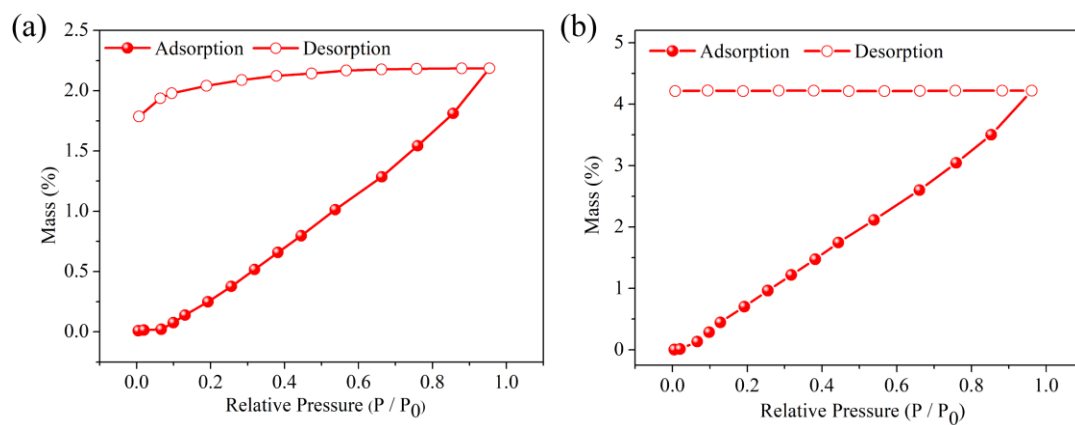 (a)
Adsorption
Desorption
2.5
2.0
1.5
1.0
0.5
0.0
Mass (%)
0.0
0.2
0.4
0.6
0.8
1.0
Relative Pressure (P / P0)
(b)
Adsorption
Desorption
5
4
3
2
1
0
Mass (%)
0.0
0.2
0.4
0.6
0.8
1.0
Relative Pressure (P / P0)